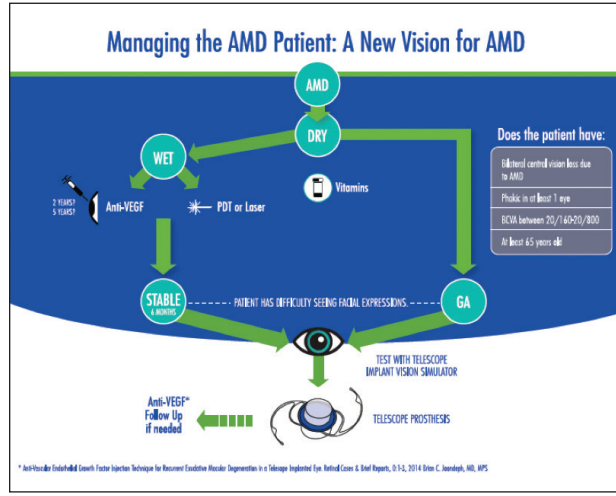 Managing the AMD Patient: A New Vision for AMD
AMD
DRY
WET
Vitamins
2 YEARS?
5 YEARS?
Anti-VEGF
PDT or Laser
Does the patient have:
Bilateral central vision loss due
to AMD
Phakic in at least 1 eye
BCVA between 20/160-20/800
At least 65 years old
STABLE
6 MONTHS
PATIENT HAS DIFFICULTY SEEING FACIAL EXPRESSIONS.
GA
TEST WITH TELESCOPE
IMPLANT VISION SIMULATOR
Anti-VEGF*
Follow Up
if needed
TELESCOPE PROSTHESIS
* Anti-Vascular Endothelial Growth Factor Injection Technique for Recurrent Exudative Macular Degeneration in a Telescope Implanted Eye. Retinal Cases & Brief Reports, 0:1-3, 2014 Brian C. Joondeph, MD, MPS